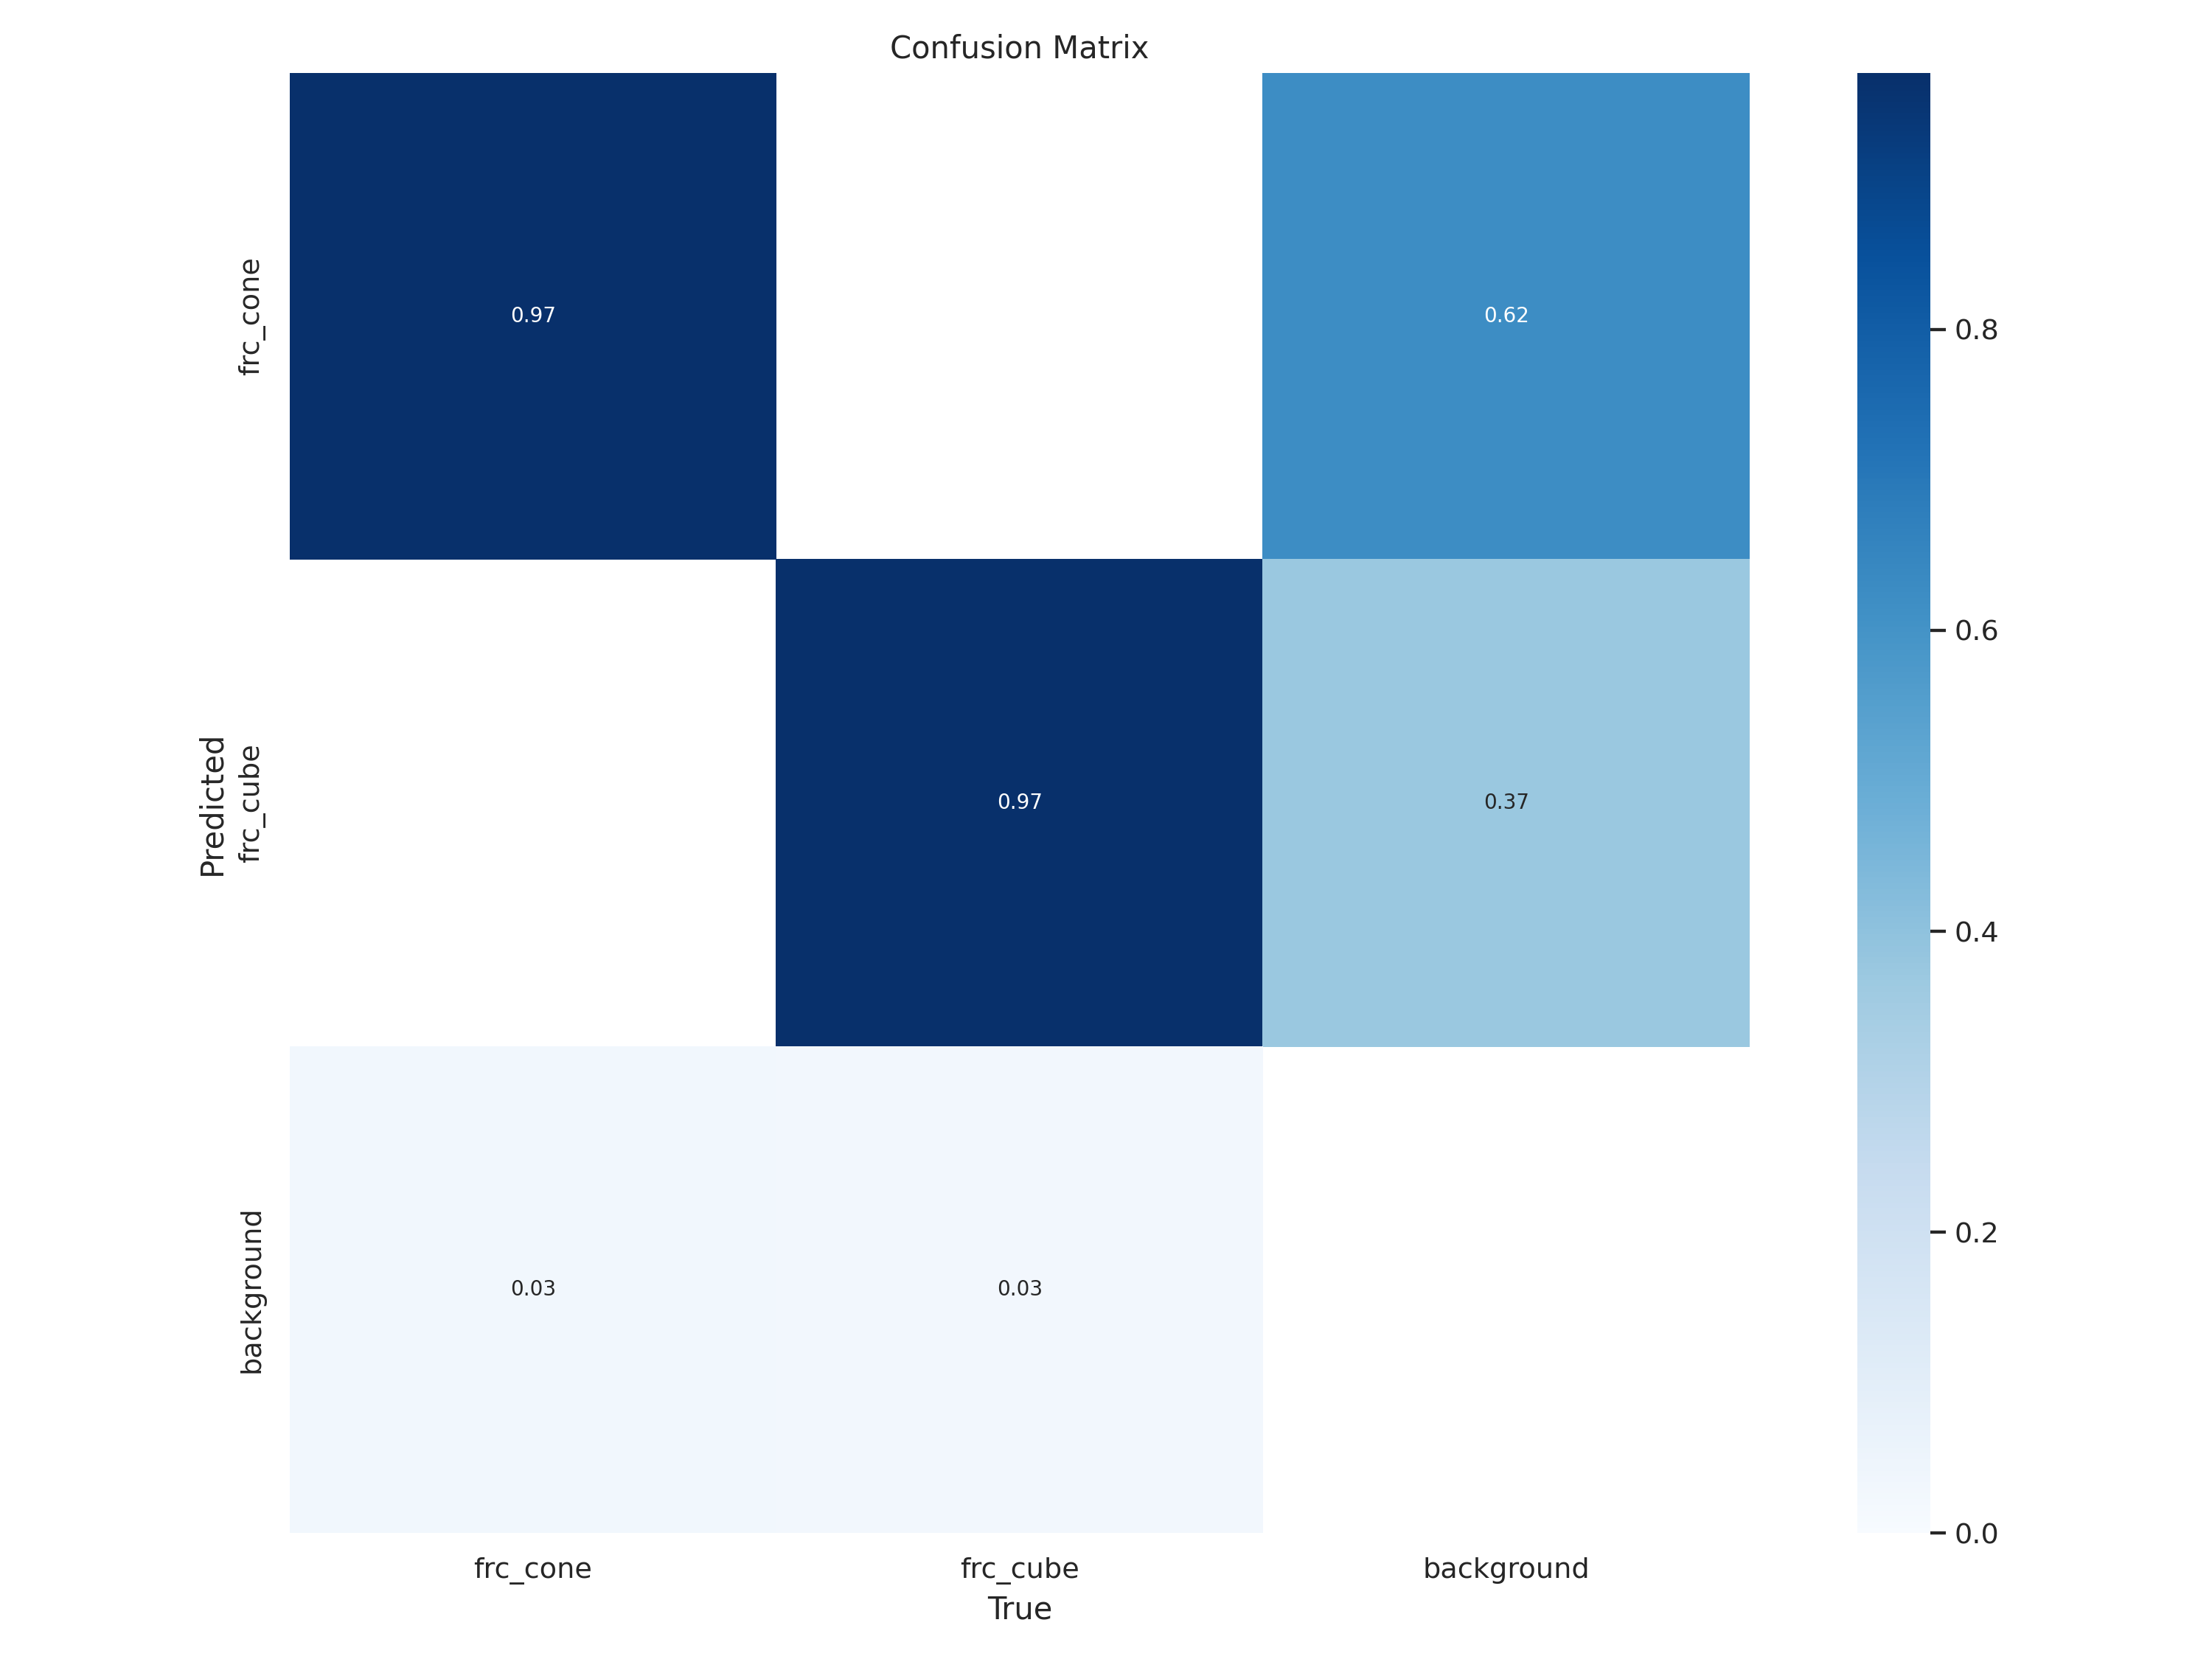 Confusion Matrix
frc_cone
0.97
0.62
Predicted
frc_cube
0.97
0.37
background
0.03
0.03
frc_cone
frc_cube
background
True
0.8
0.6
0.4
0.2
0.0